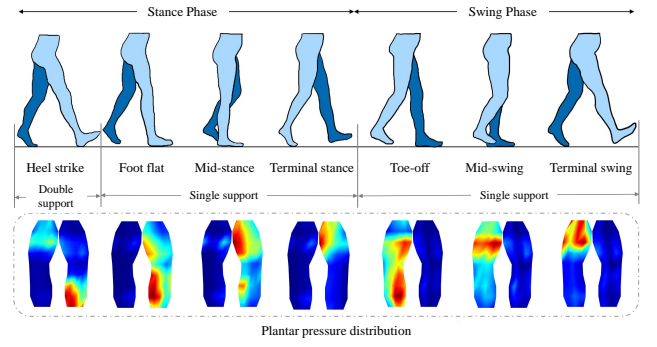 Stance Phase Swing Phase
Heel strike Foot flat Mid-stance Terminal stance Toe-off Mid-swing Terminal swing
Double
support
Single support Single support
Plantar pressure distribution